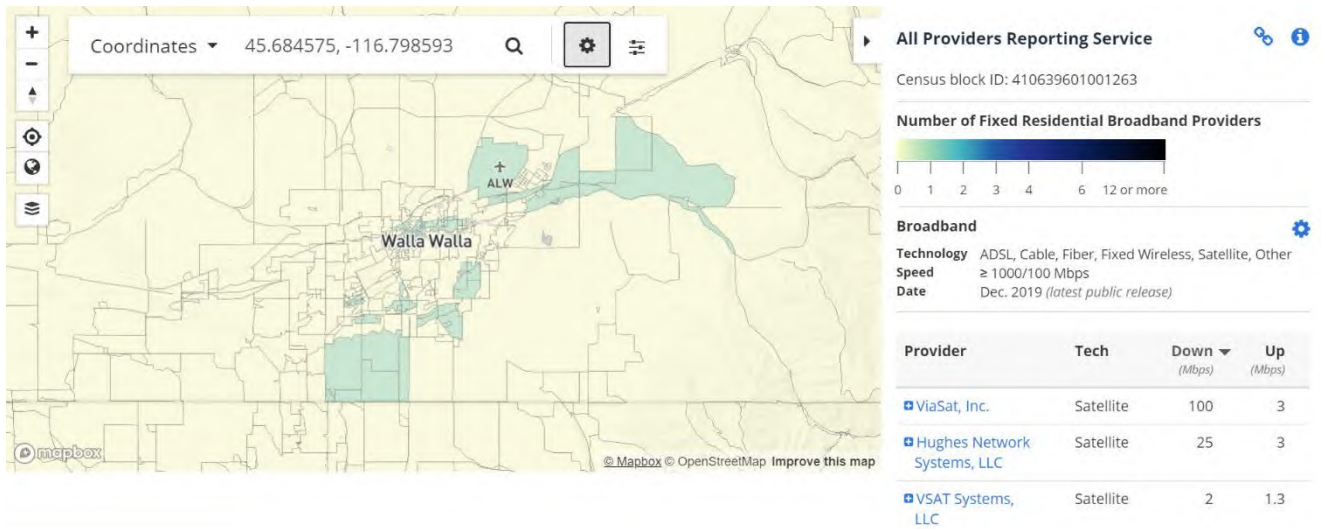 Coordinates 45.684575, -116.798593
ALW
Walla Walla
mapbox
© Mapbox © OpenStreetMap Improve this map
All Providers Reporting Service
Census block ID: 410639601001263
Number of Fixed Residential Broadband Providers
0 1 2 3 4 6 12 or more
Broadband
Technology ADSL, Cable, Fiber, Fixed Wireless, Satellite, Other
Speed ≥ 1000/100 Mbps
Date Dec. 2019 (latest public release)
Provider Tech Down Up
(Mbps) (Mbps)
ViaSat, Inc. Satellite 100 3
Hughes Network Satellite 25 3
Systems, LLC
VSAT Systems, Satellite 2 1.3
LLC